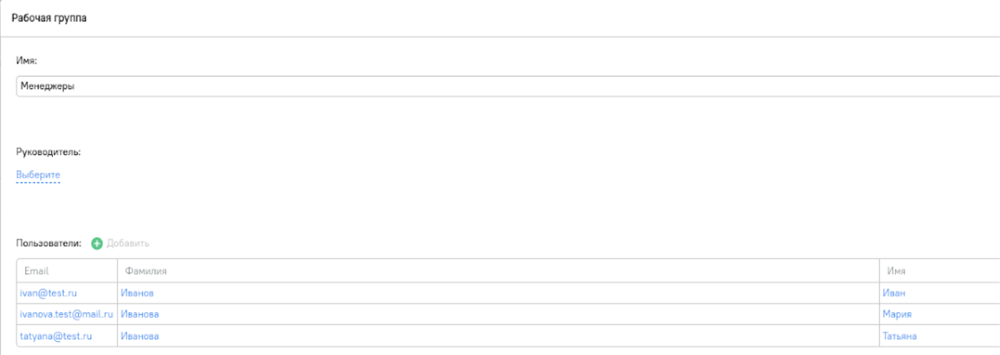 Рабочая группа
Имя:
Менеджеры
Руководитель:
Выберите
Пользователи: Добавить
Email Фамилия Имя
ivan@test.ru Иванов Иван
ivanova.test@mail.ru Иванова Мария
tatyana@test.ru Иванова Татьяна